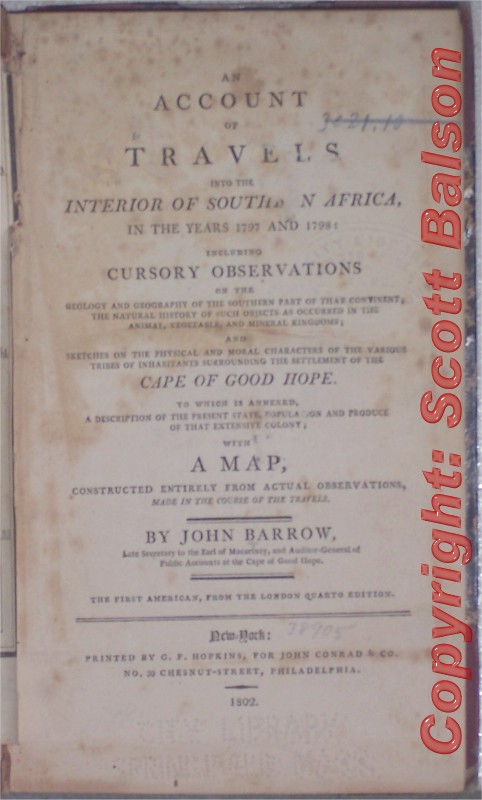 AN
ACCOUNT
OF
TRAVELS
INTO THE
INTERIOR OF SOUTH N AFRICA,
IN THE YEARS 1797 AND 1798:
INCLUDING
CURSORY OBSERVATIONS
ON THE
GEOLOGY AND GEOGRAPHY OF THE SOUTHERN PART OF THAT CONTINENT;
THE NATURAL HISTORY OF SUCH OBJECTS AS OCCURRED IN THE
ANIMAL, VEGETABLE, AND MINERAL KINGDOMS;
AND
SKETCHES ON THE PHYSICAL AND MORAL CHARACTERS OF THE VARIOUS
TRIBES OF INHABITANTS SURROUNDING THE SETTLEMENT OF THE
CAPE OF GOOD HOPE.
TO WHICH IS ANNEXED,
A DESCRIPTION OF THE PRESENT STATE, POPULATION AND PRODUCE
OF THAT EXTENSIVE COLONY;
WITH
A MAP,
CONSTRUCTED ENTIRELY FROM ACTUAL OBSERVATIONS,
MADE IN THE COURSE OF THE TRAVELS.
BY JOHN BARROW,
Late Secretary to the Earl of Macartney, and Auditor-General of
Public Accounts at the Cape of Good Hope.
THE FIRST AMERICAN, FROM THE LONDON QUARTO EDITION.
New-York: 38905
PRINTED BY G. F. HOPKINS, FOR JOHN CONRAD & CO.
NO. 30 CHESNUT-STREET, PHILADELPHIA.
1802.
CITY LIBRARY
SPRINGFIELD MASS.
Copyright: Scott Balson